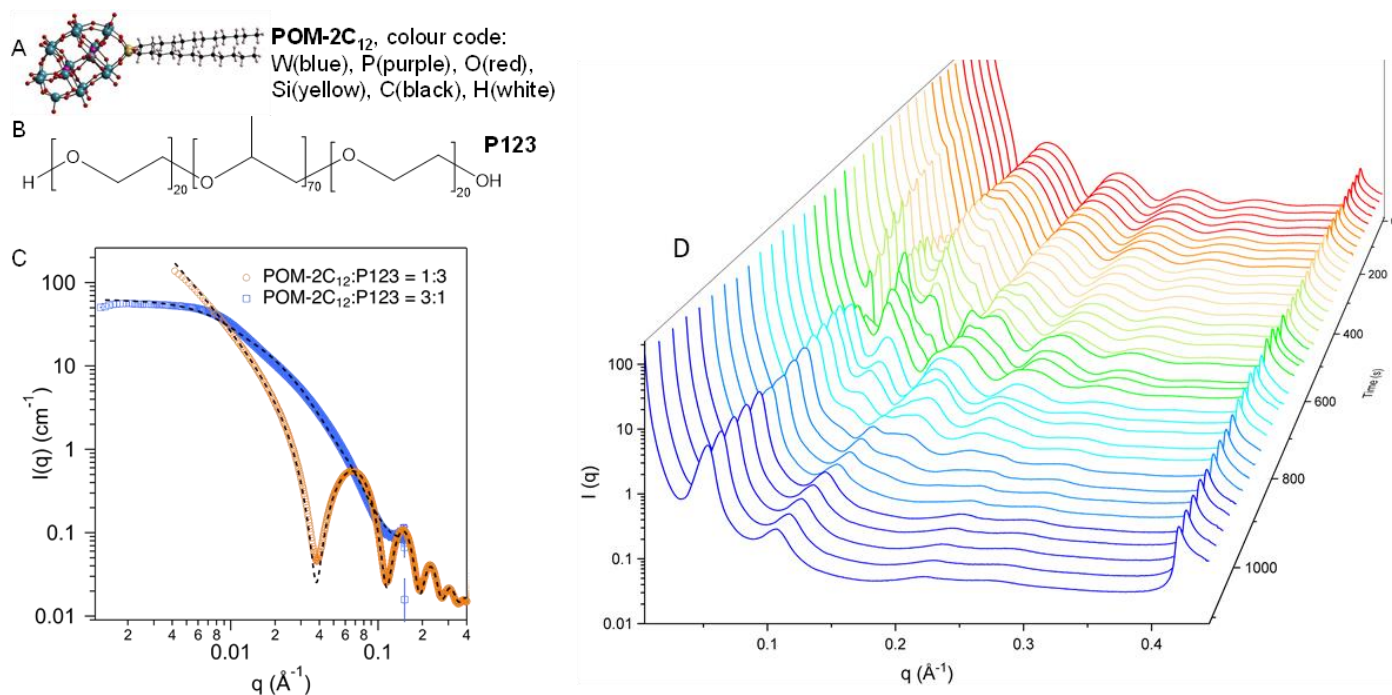 A
POM-2C₁₂, colour code:
W(blue), P(purple), O(red),
Si(yellow), C(black), H(white)
B
P123
H
O
20
O
70
O
20
OH
C
POM-2C₁₂:P123 = 1:3
POM-2C₁₂:P123 = 3:1
100
10
1
0.1
0.01
I(q) (cm⁻¹)
2
4
6
8
0.01
2
4
6
8
0.1
2
4
q (Å⁻¹)
D
100
10
1
0.1
0.01
I (q)
0.1
0.2
0.3
0.4
q (Å⁻¹)
0
200
400
600
800
1000
Time (s)